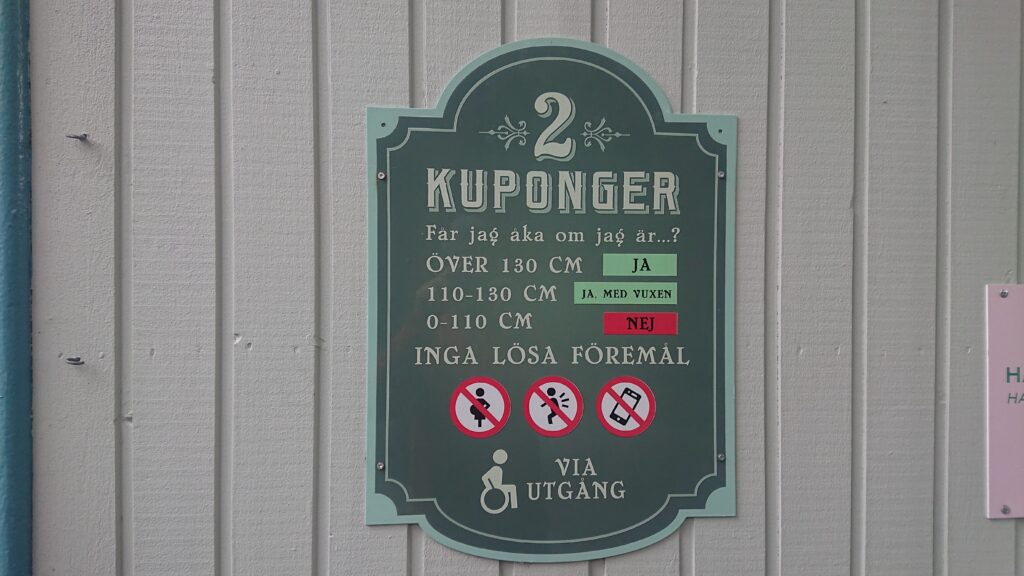 2
KUPONGER
Får jag åka om jag är...?
ÖVER 130 CM JA
110-130 CM JA, MED VUXEN
0-110 CM NEJ
INGA LÖSA FÖREMÅL
VIA
UTGÅNG